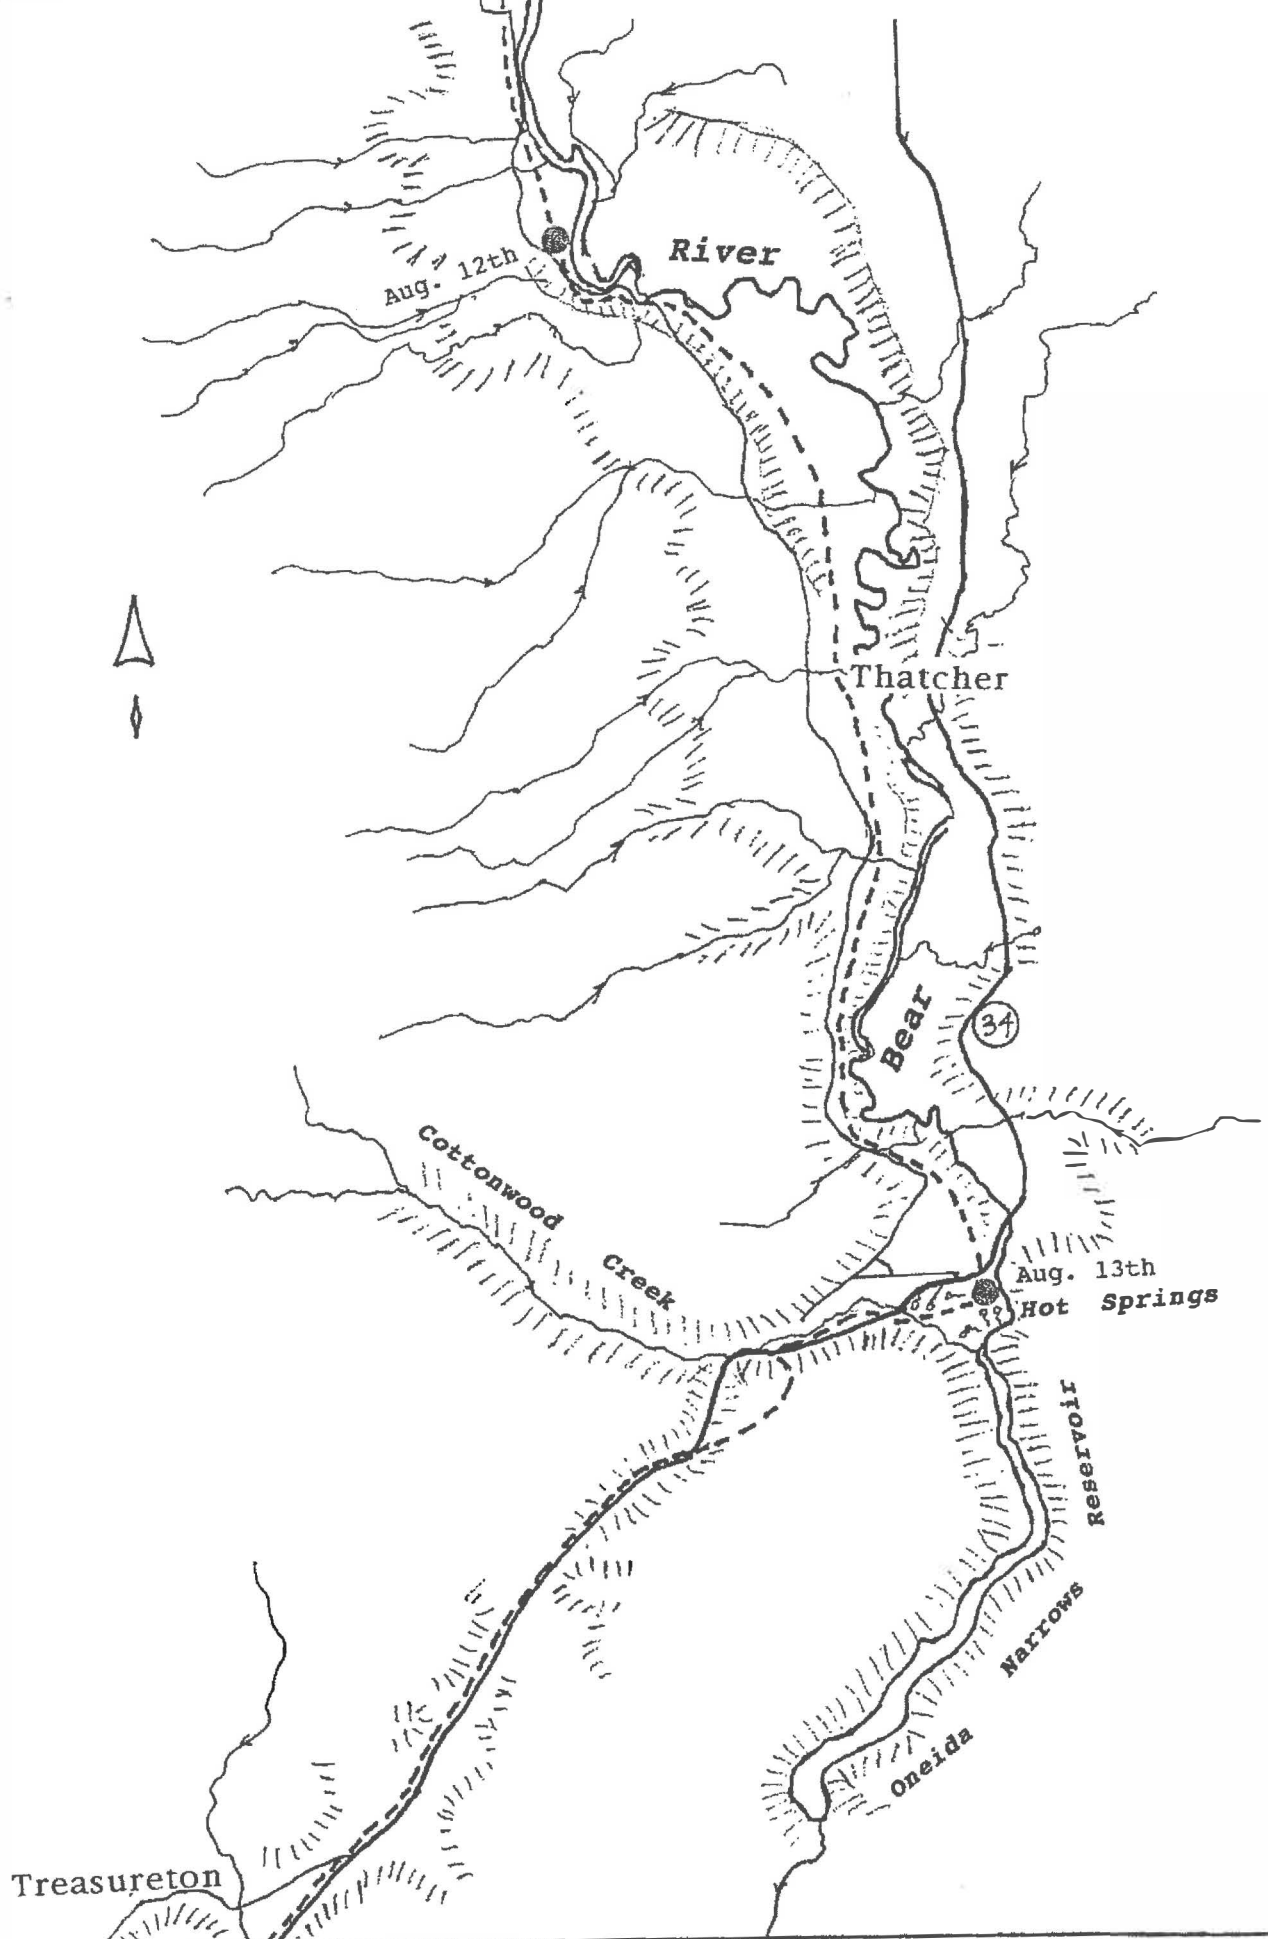 River
Aug. 12th
Thatcher
Bear
34
Cottonwood
Creek
Aug. 13th
Hot Springs
Reservoir
Narrows
Oneida
Treasureton